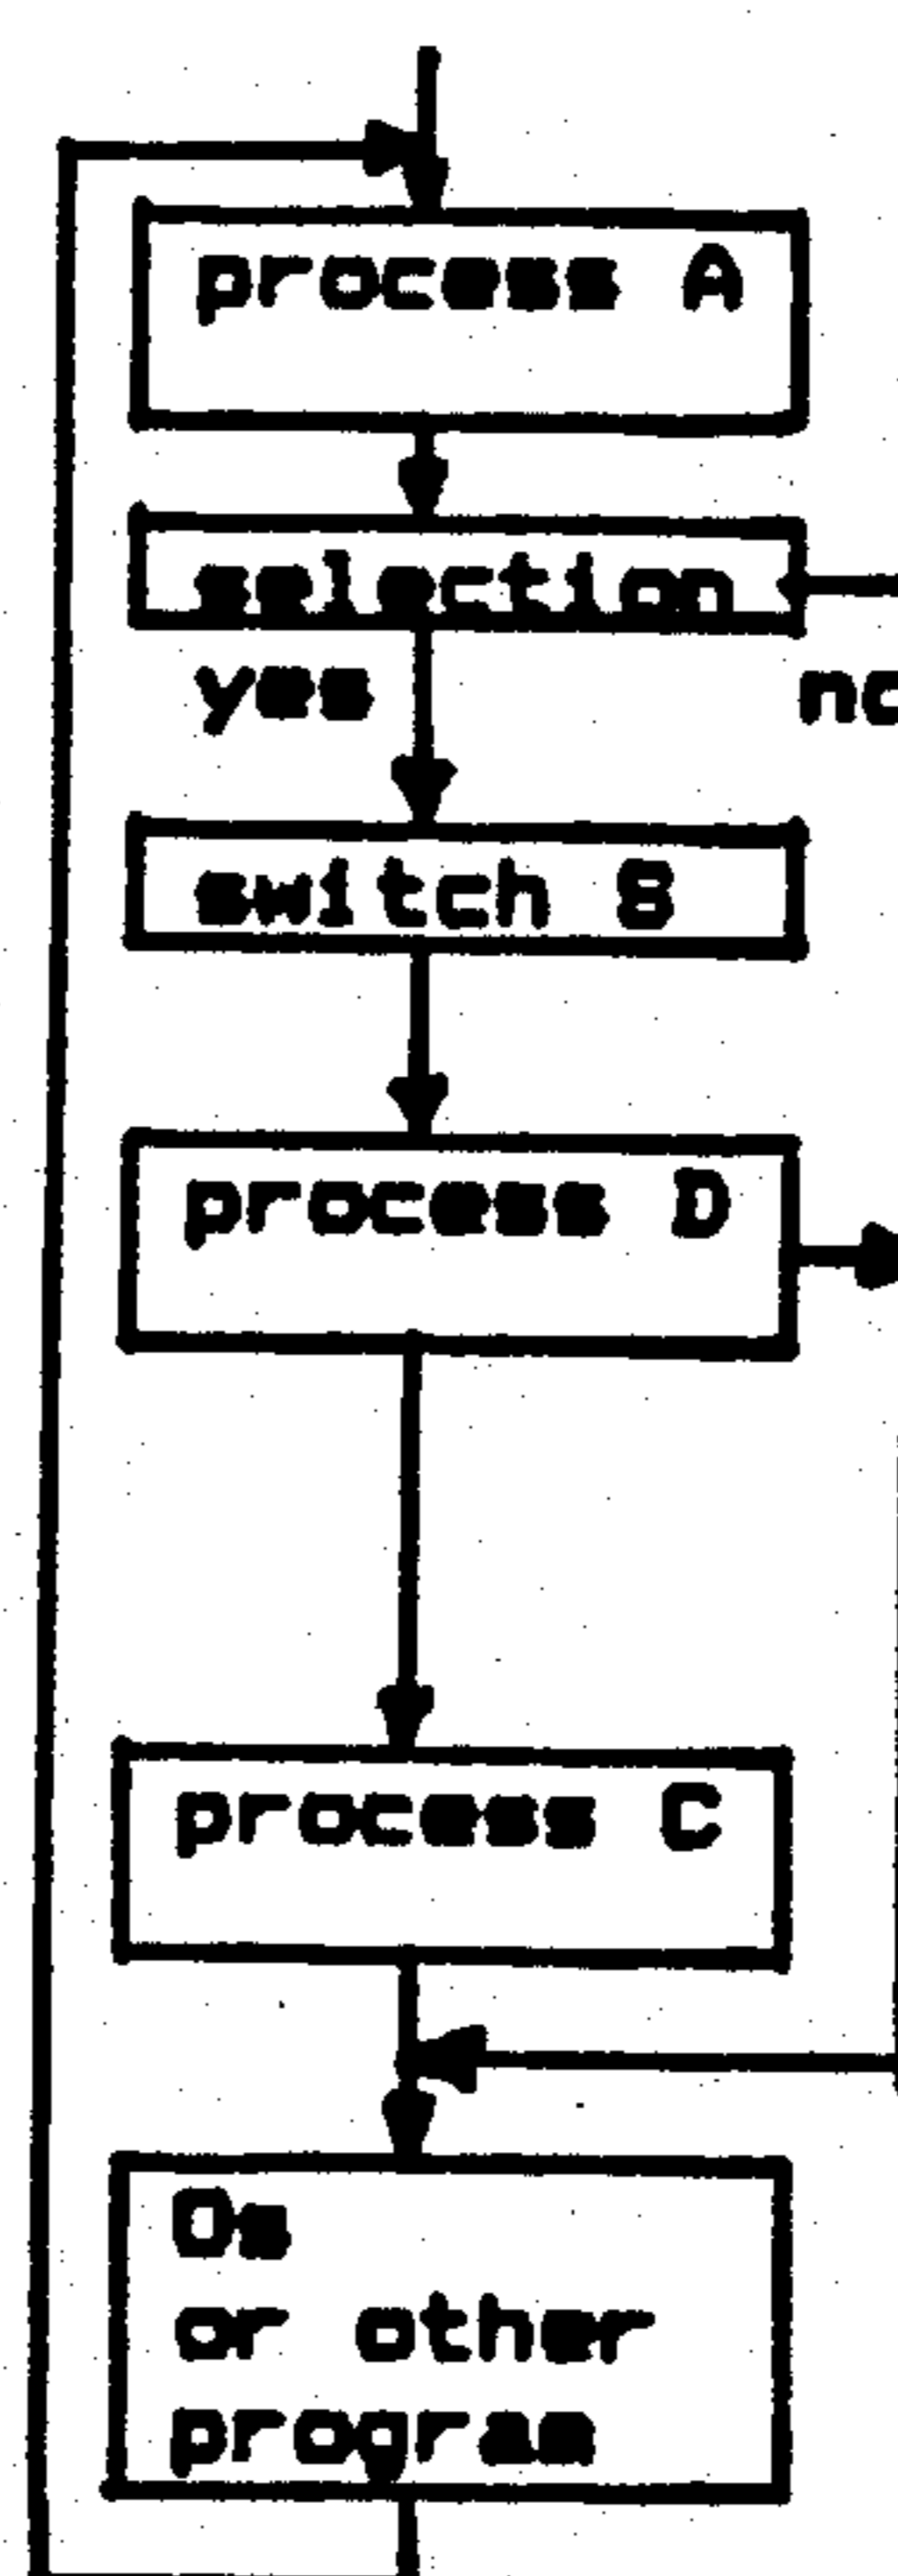 process A
selection
yes
switch 8
process D
process C
Os
or other
program